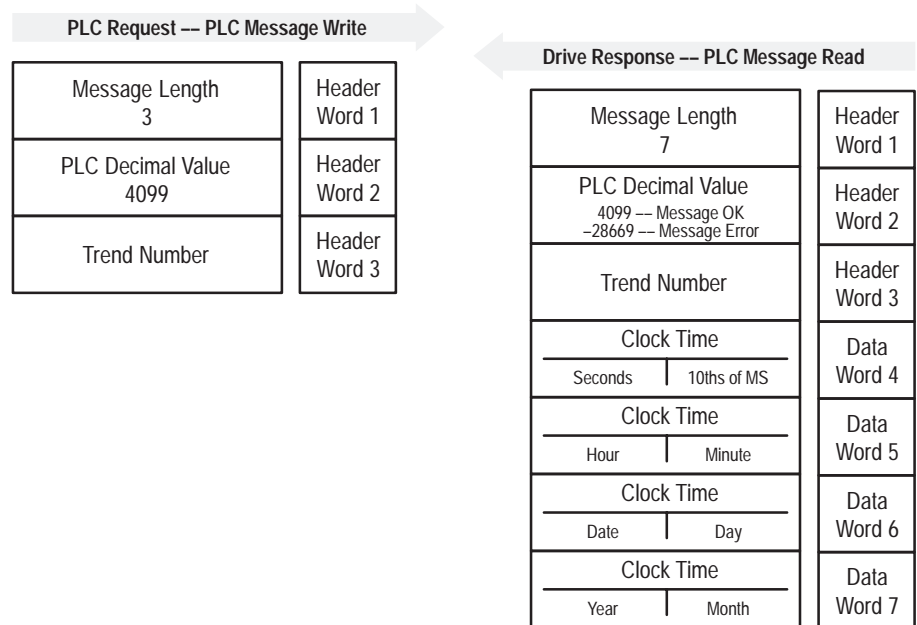 PLC Request –– PLC Message Write
Message Length
3
Header
Word 1
PLC Decimal Value
4099
Header
Word 2
Trend Number
Header
Word 3
Drive Response –– PLC Message Read
Message Length
7
Header
Word 1
PLC Decimal Value
4099 –– Message OK
–28669 –– Message Error
Header
Word 2
Trend Number
Header
Word 3
Clock Time
Seconds 10ths of MS
Data
Word 4
Clock Time
Hour Minute
Data
Word 5
Clock Time
Date Day
Data
Word 6
Clock Time
Year Month
Data
Word 7